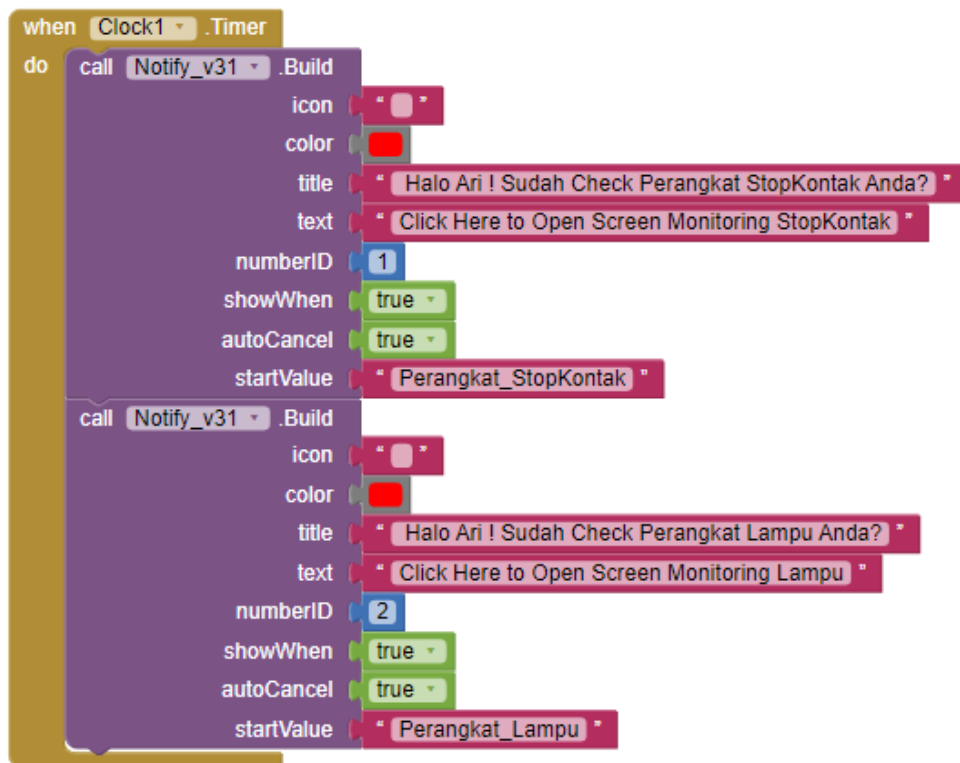 when Clock1 .Timer
do call Notify_v31 .Build
icon " "
color
title " Halo Ari ! Sudah Check Perangkat StopKontak Anda? "
text " Click Here to Open Screen Monitoring StopKontak "
numberID 1
showWhen true
autoCancel true
startValue " Perangkat_StopKontak "
call Notify_v31 .Build
icon " "
color
title " Halo Ari ! Sudah Check Perangkat Lampu Anda? "
text " Click Here to Open Screen Monitoring Lampu "
numberID 2
showWhen true
autoCancel true
startValue " Perangkat_Lampu "